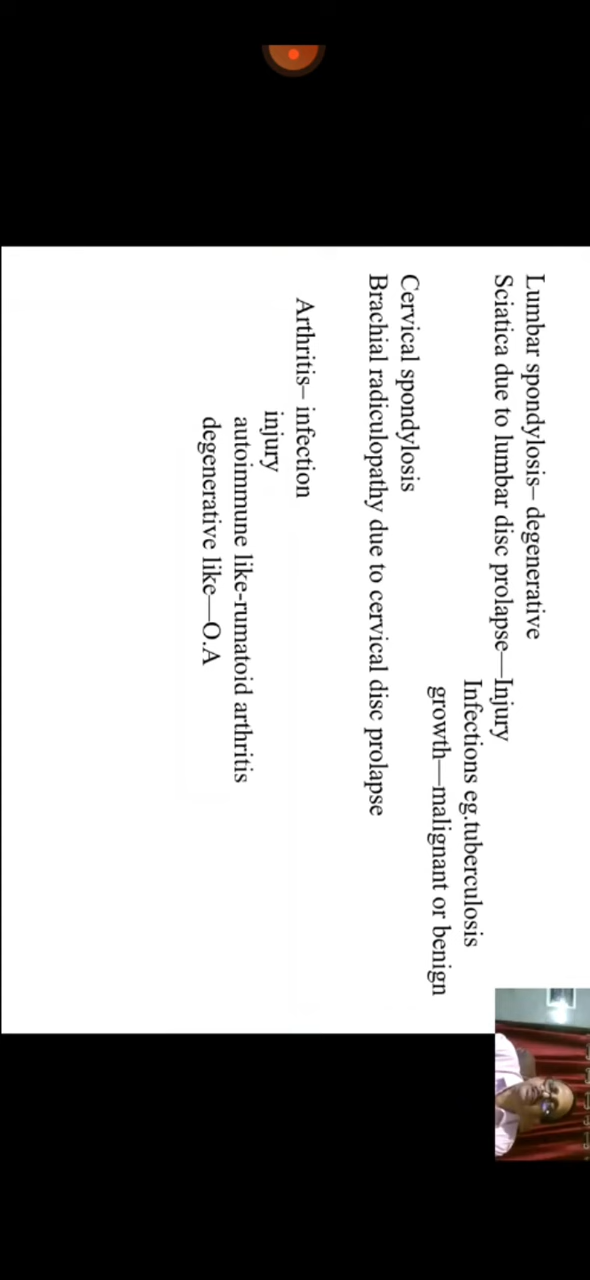 Lumbar spondylosis– degenerative
Sciatica due to lumbar disc prolapse—Injury
Infections eg.tuberculosis
growth—malignant or benign
Cervical spondylosis
Brachial radiculopathy due to cervical disc prolapse
Arthritis– infection
injury
autoimmune like-rumatoid arthritis
degenerative like—O.A